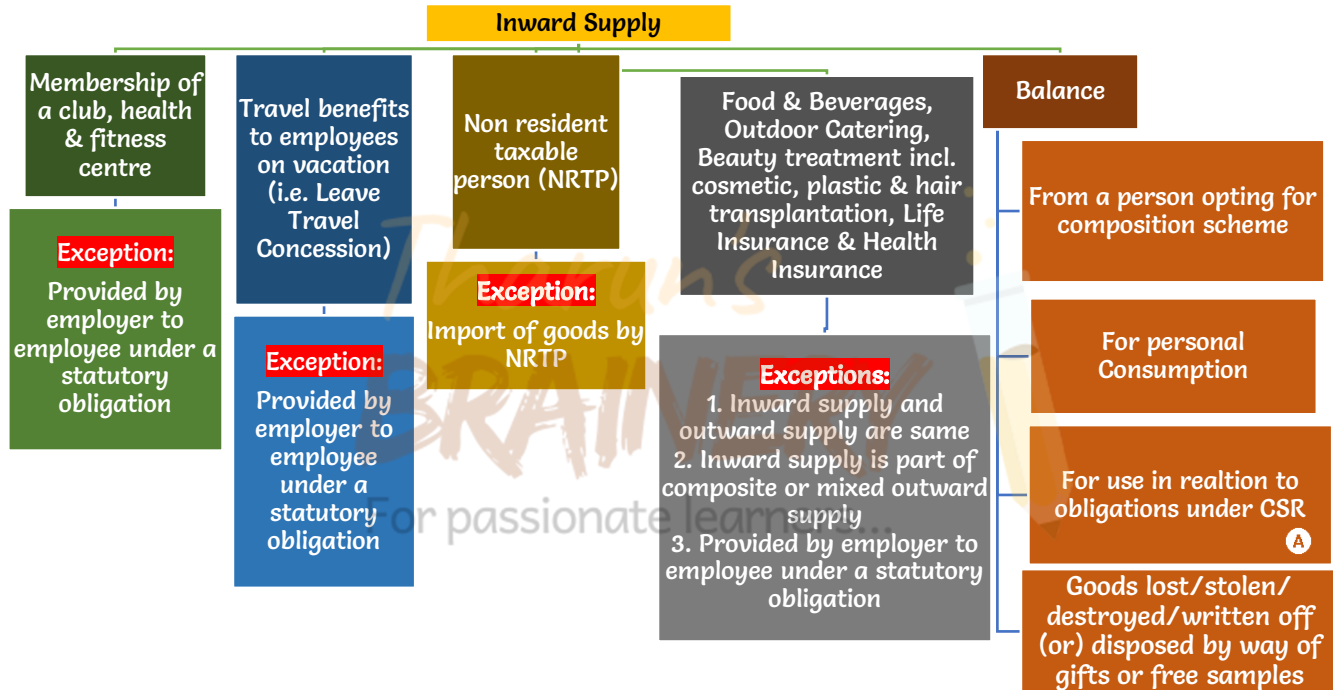 Inward Supply
Membership of
a club, health
& fitness
centre
Exception:
Provided by
employer to
employee under a
statutory
obligation
Travel benefits
to employees
on vacation
(i.e. Leave
Travel
Concession)
Exception:
Provided by
employer to
employee
under a
statutory
obligation
Non resident
taxable
person (NRTP)
Exception:
Import of goods by
NRTP
Food & Beverages,
Outdoor Catering,
Beauty treatment incl.
cosmetic, plastic & hair
transplantation, Life
Insurance & Health
Insurance
Exceptions:
1. Inward supply and
outward supply are same
2. Inward supply is part of
composite or mixed outward
supply
3. Provided by employer to
employee under a statutory
obligation
Balance
From a person opting for
composition scheme
For personal
Consumption
For use in realtion to
obligations under CSR
A
Goods lost/stolen/
destroyed/written off
(or) disposed by way of
gifts or free samples
Tharun's
BRAINERY
For passionate learners...